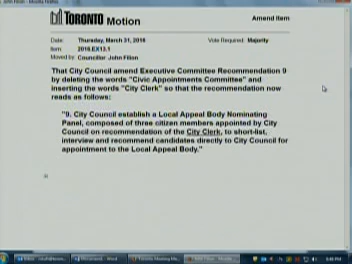 TORONTO Motion
Amend Item
Date: Thursday, March 31, 2016 Vote Required: Majority
Item: 2016.EX13.1
Moved by: Councillor John Filion
That City Council amend Executive Committee Recommendation 9
by deleting the words "Civic Appointments Committee" and
inserting the words "City Clerk" so that the recommendation now
reads as follows:
"9. City Council establish a Local Appeal Body Nominating
Panel, composed of three citizen members appointed by City
Council on recommendation of the City Clerk, to short-list,
interview and recommend candidates directly to City Council for
appointment to the Local Appeal Body."